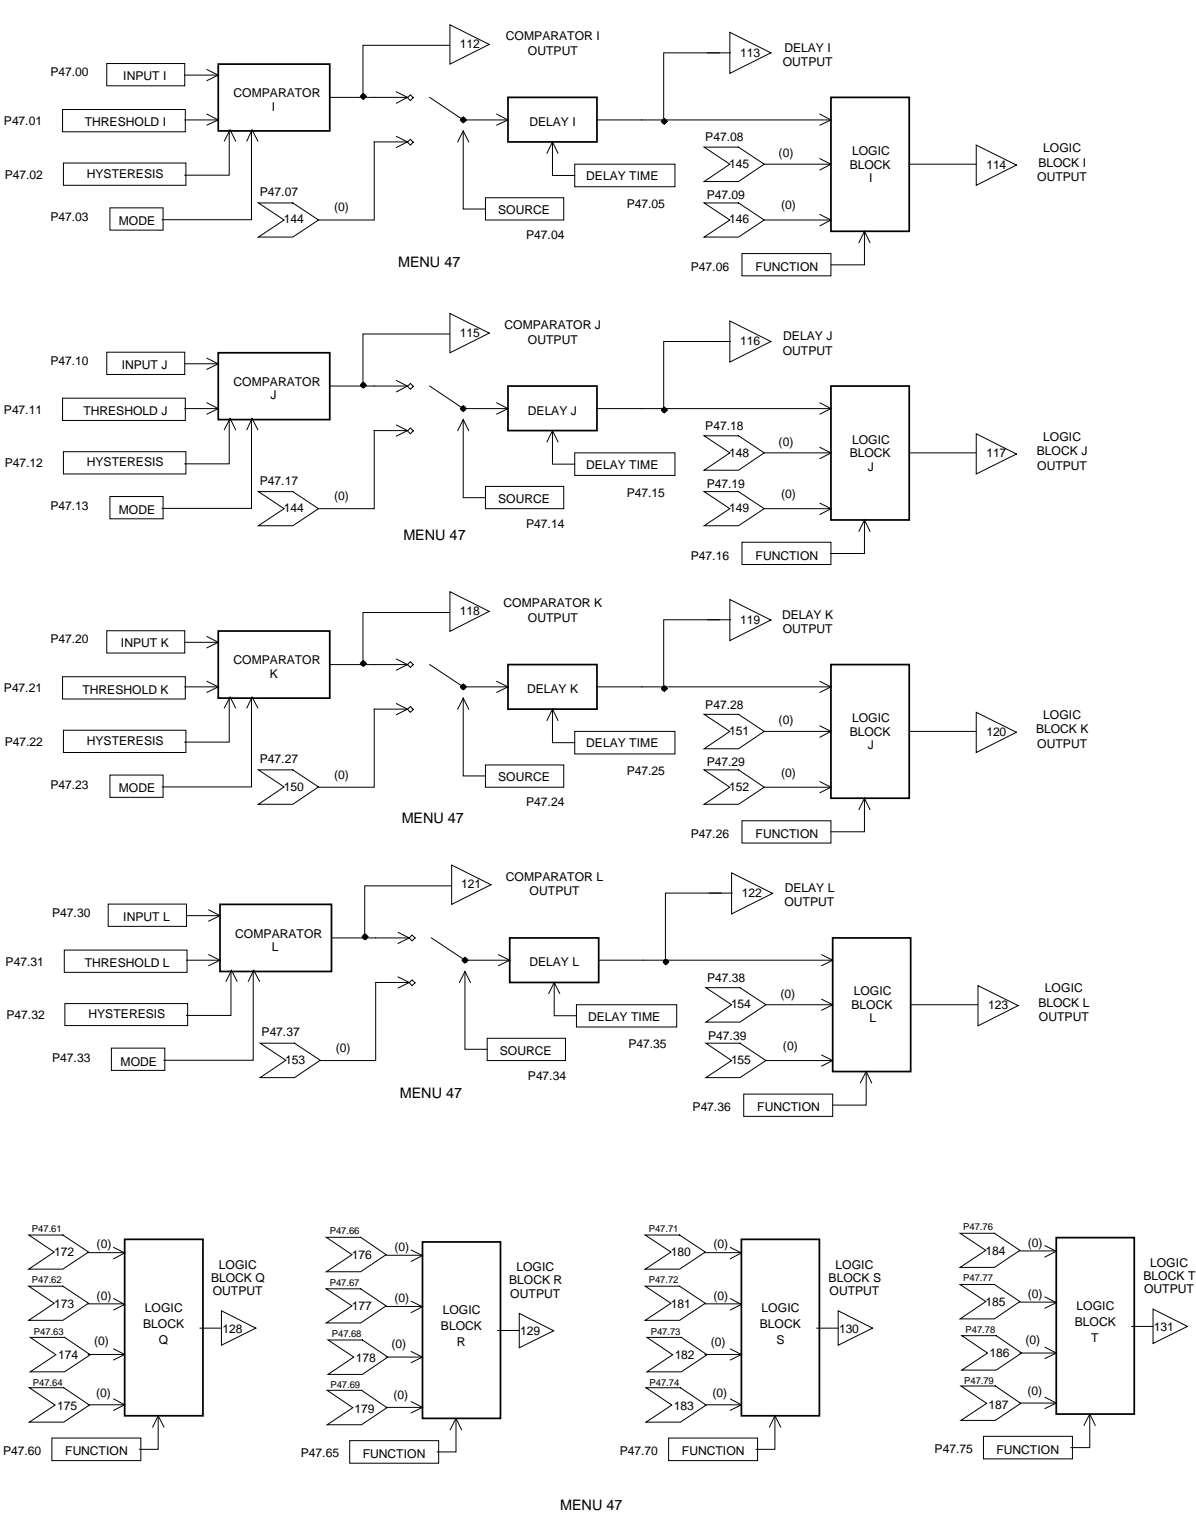 112
COMPARATOR I
OUTPUT
113
DELAY I
OUTPUT
P47.00
INPUT I
COMPARATOR
I
P47.01
THRESHOLD I
DELAY I
P47.02
HYSTERESIS
P47.03
MODE
P47.07
144
(0)
SOURCE
P47.04
DELAY TIME
P47.05
P47.08
145
(0)
P47.09
146
(0)
LOGIC
BLOCK
I
114
LOGIC
BLOCK I
OUTPUT
P47.06
FUNCTION
MENU 47
115
COMPARATOR J
OUTPUT
116
DELAY J
OUTPUT
P47.10
INPUT J
COMPARATOR
J
P47.11
THRESHOLD J
DELAY J
P47.12
HYSTERESIS
P47.13
MODE
P47.17
144
(0)
SOURCE
P47.14
DELAY TIME
P47.15
P47.18
148
(0)
P47.19
149
(0)
LOGIC
BLOCK
J
117
LOGIC
BLOCK J
OUTPUT
P47.16
FUNCTION
MENU 47
118
COMPARATOR K
OUTPUT
119
DELAY K
OUTPUT
P47.20
INPUT K
COMPARATOR
K
P47.21
THRESHOLD K
DELAY K
P47.22
HYSTERESIS
P47.23
MODE
P47.27
150
(0)
SOURCE
P47.24
DELAY TIME
P47.25
P47.28
151
(0)
P47.29
152
(0)
LOGIC
BLOCK
J
120
LOGIC
BLOCK K
OUTPUT
P47.26
FUNCTION
MENU 47
121
COMPARATOR L
OUTPUT
122
DELAY L
OUTPUT
P47.30
INPUT L
COMPARATOR
L
P47.31
THRESHOLD L
DELAY L
P47.32
HYSTERESIS
P47.33
MODE
P47.37
153
(0)
SOURCE
P47.34
DELAY TIME
P47.35
P47.38
154
(0)
P47.39
155
(0)
LOGIC
BLOCK
L
123
LOGIC
BLOCK L
OUTPUT
P47.36
FUNCTION
MENU 47
P47.61
172
(0)
P47.62
173
(0)
P47.63
174
(0)
P47.64
175
(0)
LOGIC
BLOCK
Q
LOGIC
BLOCK Q
OUTPUT
128
P47.60
FUNCTION
P47.66
176
(0)
P47.67
177
(0)
P47.68
178
(0)
P47.69
179
(0)
LOGIC
BLOCK
R
LOGIC
BLOCK R
OUTPUT
129
P47.65
FUNCTION
P47.71
180
(0)
P47.72
181
(0)
P47.73
182
(0)
P47.74
183
(0)
LOGIC
BLOCK
S
LOGIC
BLOCK S
OUTPUT
130
P47.70
FUNCTION
P47.76
184
(0)
P47.77
185
(0)
P47.78
186
(0)
P47.79
187
(0)
LOGIC
BLOCK
T
LOGIC
BLOCK T
OUTPUT
131
P47.75
FUNCTION
MENU 47